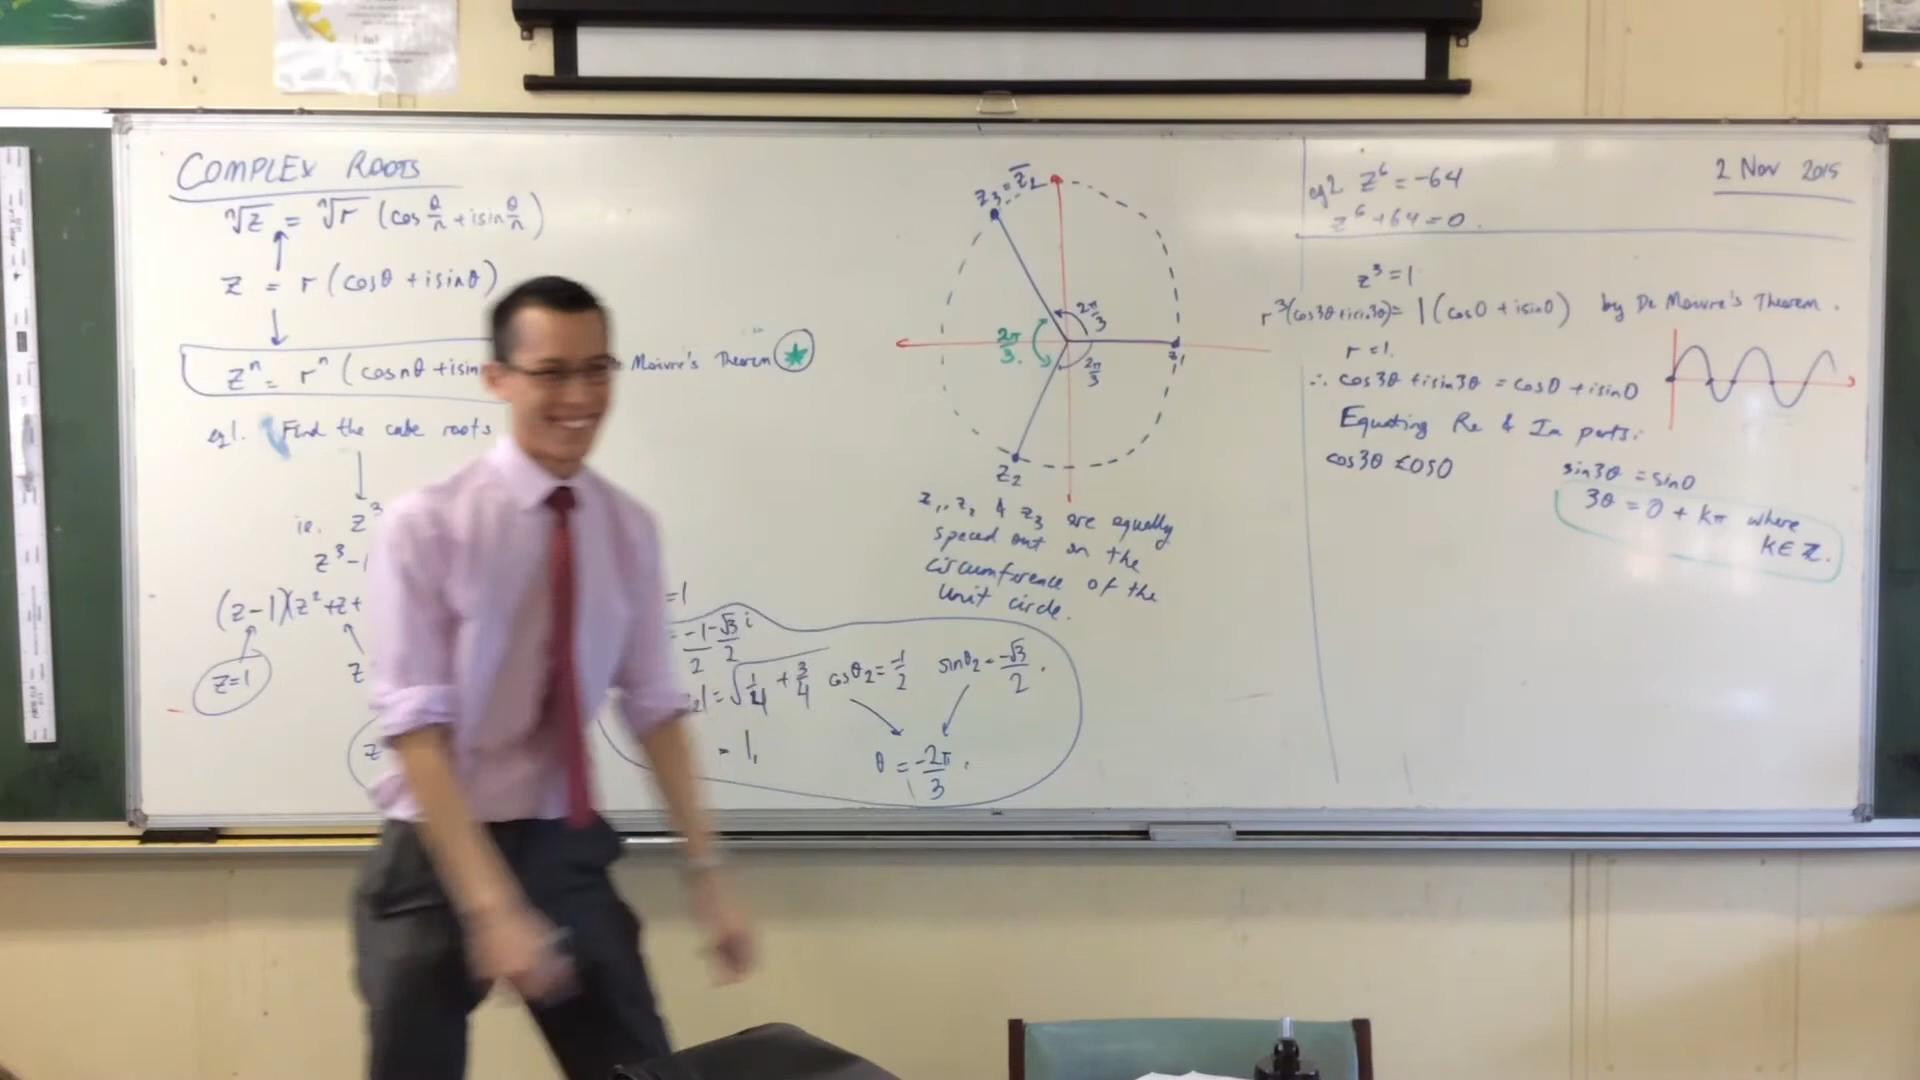 COMPLEX ROOTS
ⁿ√z = ⁿ√r (cos θ/n + isin θ/n)
z = r (cosθ + isinθ)
zⁿ = rⁿ (cosnθ + isin
Moivre's Theorem
eg1. Find the cube roots
ie. z³
z³-1
(z-1)(z²+z+
z=1
z
z
=1
= -1/2 - √3/2 i
= √1/4 + 3/4
= 1,
cosθ₂ = -1/2
sinθ₂ = -√3/2.
θ = -2π/3.
z₃ = z̄₂
2π/3
2π/3.
2π/3
z₁
z₂
z₁, z₂ & z₃ are equally
spaced out on the
circumference of the
unit circle.
eg2. z⁶ = -64
z⁶ + 64 = 0.
2 Nov 2015
z³ = 1
r³(cos3θ+isin3θ) = 1 (cos0 + isin0) by De Moivre's Theorem.
r = 1.
∴ cos3θ + isin3θ = cos0 + isin0
Equating Re & Im parts:
cos3θ = cos0
sin3θ = sin0
3θ = 0 + kπ where
k∈Z.